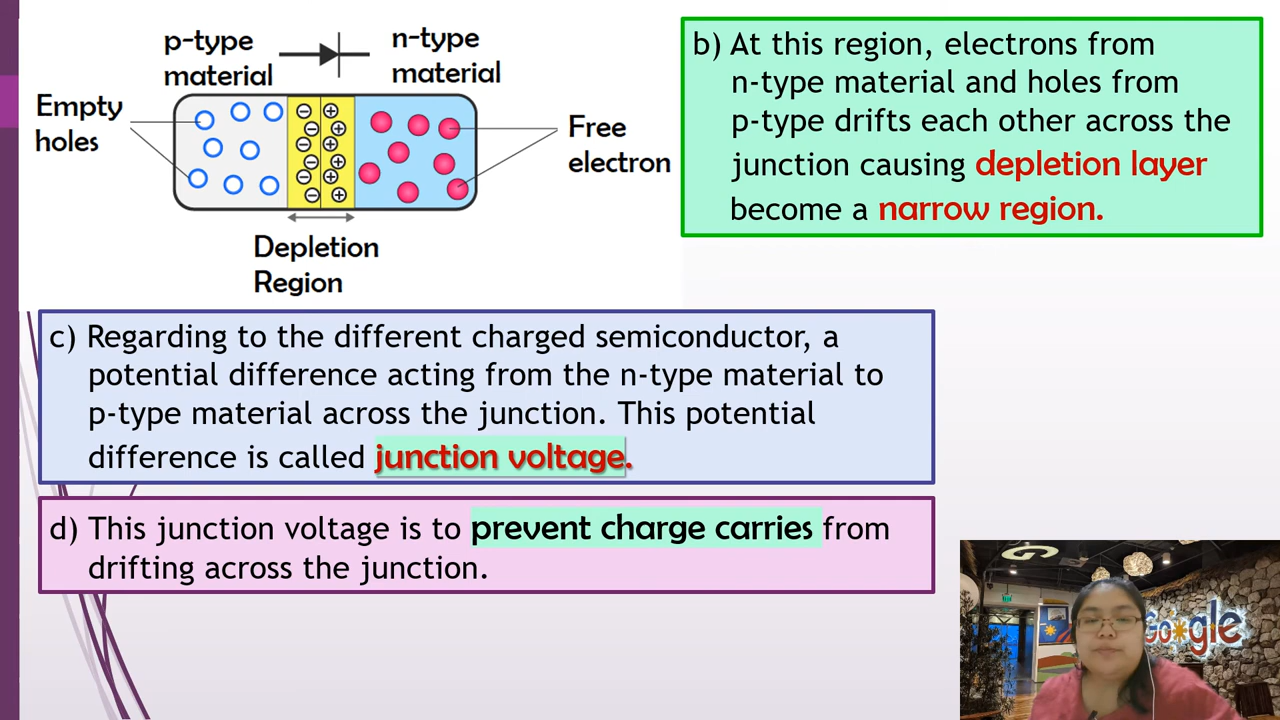 p-type
material
n-type
material
Empty
holes
Free
electron
Depletion
Region
b) At this region, electrons from
n-type material and holes from
p-type drifts each other across the
junction causing depletion layer
become a narrow region.
c) Regarding to the different charged semiconductor, a
potential difference acting from the n-type material to
p-type material across the junction. This potential
difference is called junction voltage.
d) This junction voltage is to prevent charge carries from
drifting across the junction.
Google